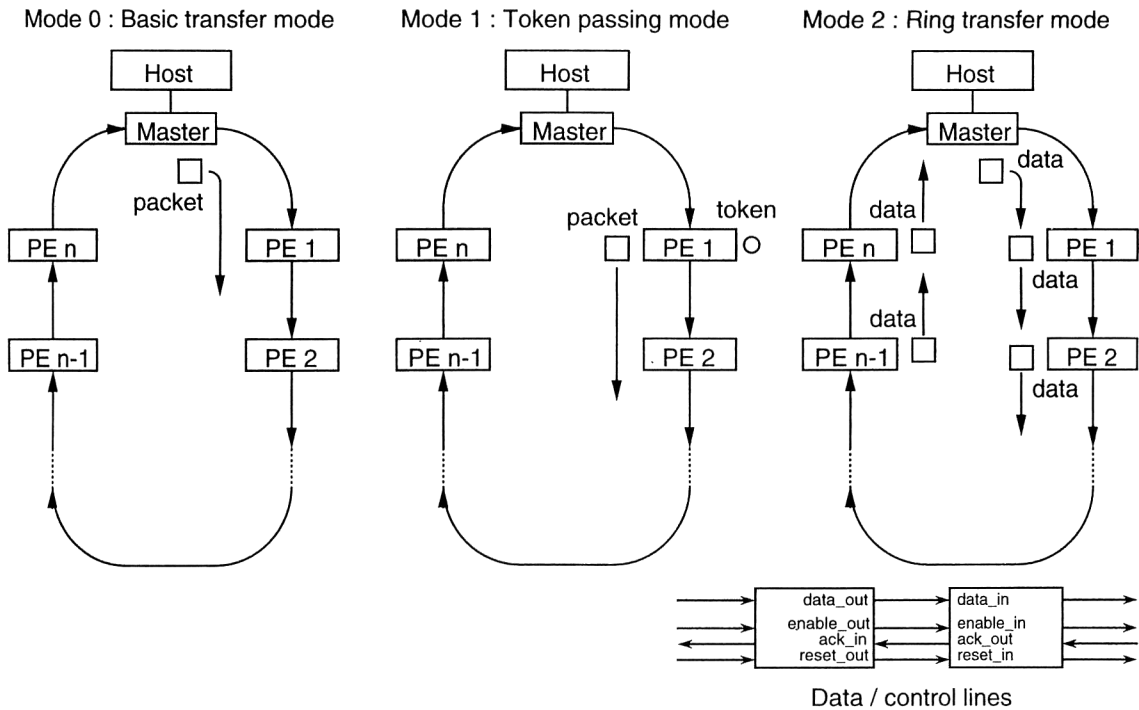 Mode 0 : Basic transfer mode
Host
Master
packet
PE n
PE 1
PE n-1
PE 2
Mode 1 : Token passing mode
Host
Master
packet
token
PE n
PE 1
PE n-1
PE 2
Mode 2 : Ring transfer mode
Host
Master
data
data
PE n
PE 1
data
data
PE n-1
PE 2
data
data_out
data_in
enable_out
enable_in
ack_in
ack_out
reset_out
reset_in
Data / control lines